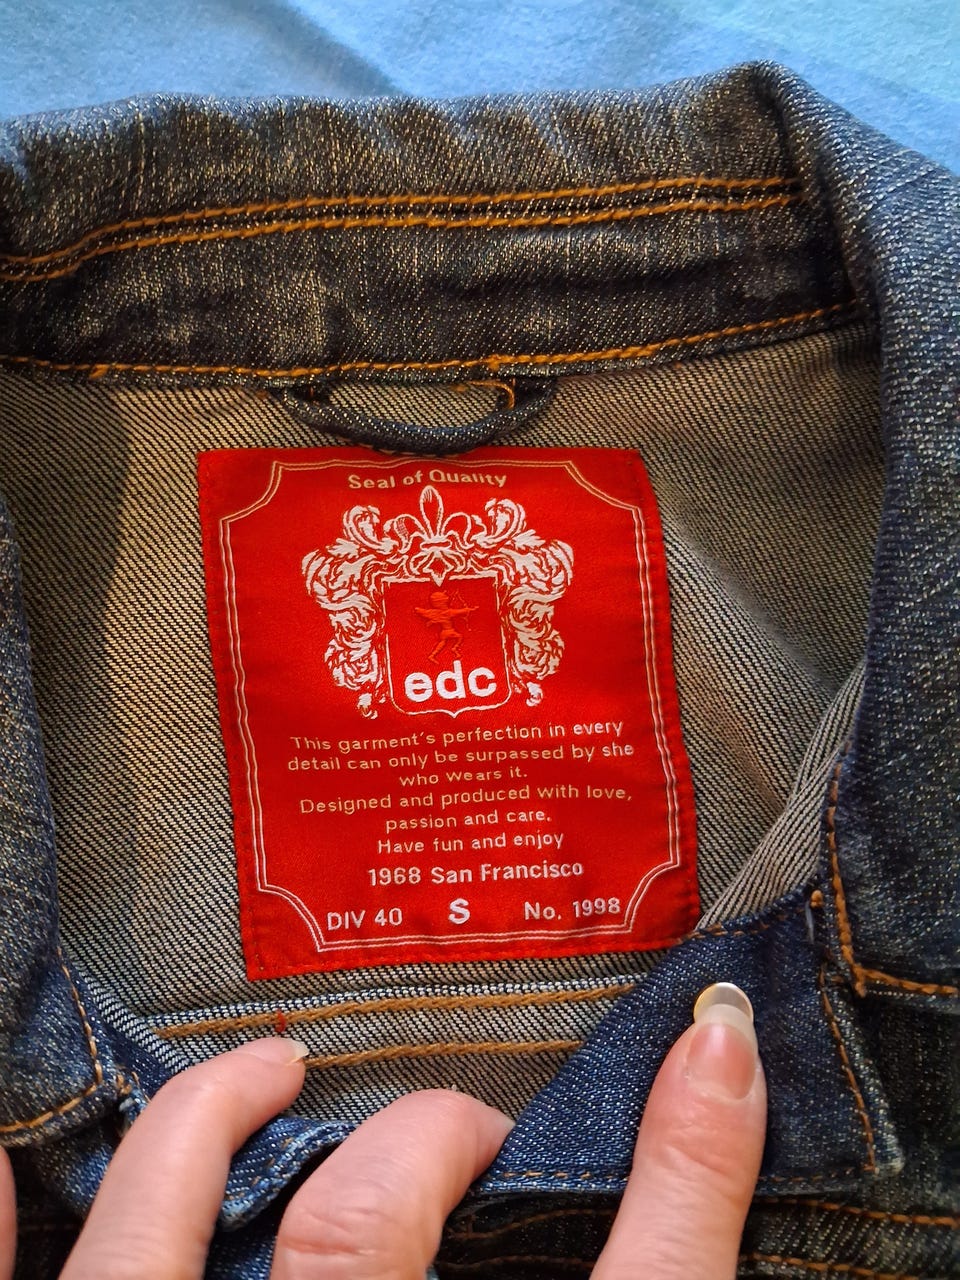 Seal of Quality
edc
This garment's perfection in every
detail can only be surpassed by she
who wears it.
Designed and produced with love,
passion and care.
Have fun and enjoy
1968 San Francisco
DIV 40 S No. 1998